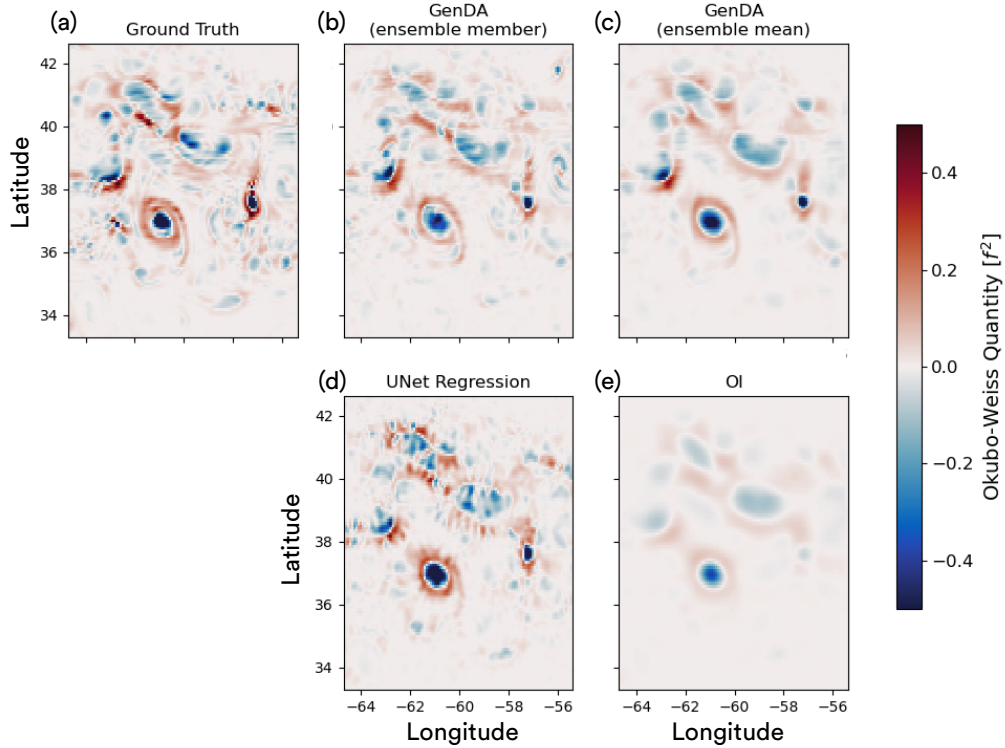 (a) Ground Truth
(b) GenDA
(ensemble member)
(c) GenDA
(ensemble mean)
42
40
38
36
34
Latitude
(d) UNet Regression
(e) OI
42
40
38
36
34
Latitude
−64 −62 −60 −58 −56
Longitude
−64 −62 −60 −58 −56
Longitude
0.4
0.2
0.0
−0.2
−0.4
Okubo-Weiss Quantity [f²]